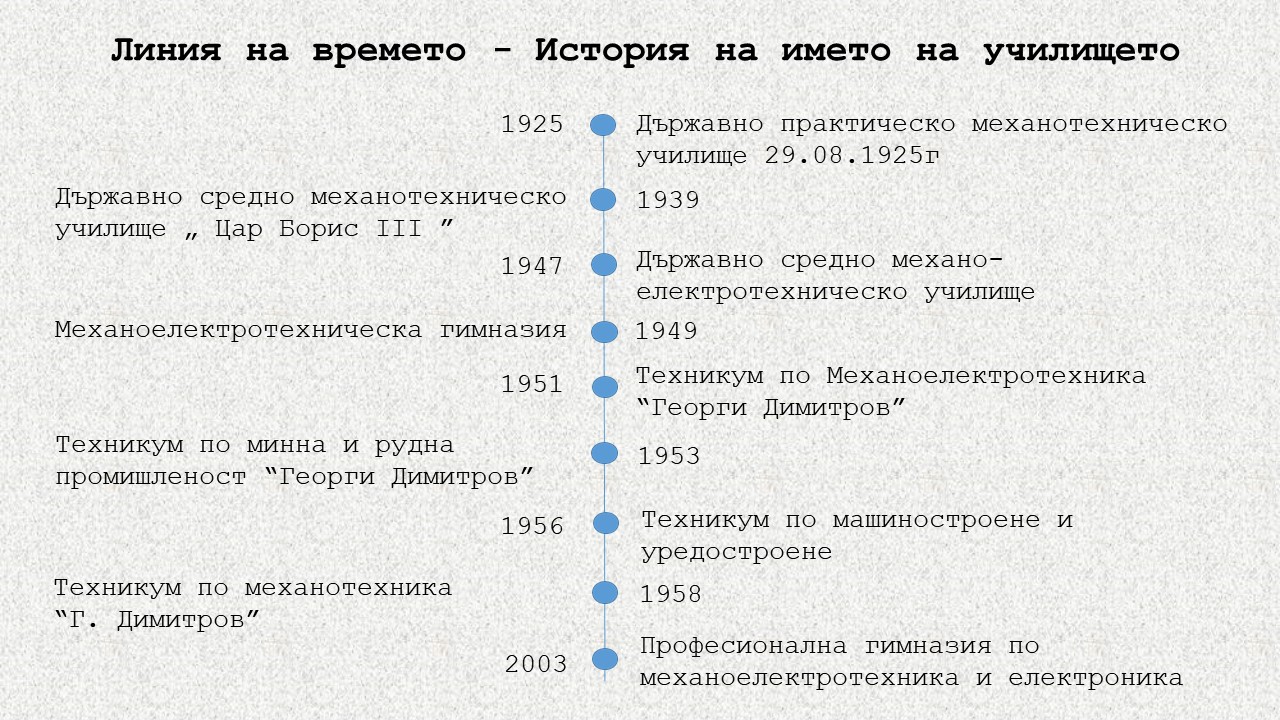 Линия на времето - История на името на училището
1925
Държавно практическо механотехническо
училище 29.08.1925г
Държавно средно механотехническо
училище „ Цар Борис III ”
1939
1947
Държавно средно механо-
електротехническо училище
Механоелектротехническа гимназия
1949
1951
Техникум по Механоелектротехника
“Георги Димитров”
Техникум по минна и рудна
промишленост “Георги Димитров”
1953
1956
Техникум по машиностроене и
уредостроене
Техникум по механотехника
“Г. Димитров”
1958
2003
Професионална гимназия по
механоелектротехника и електроника